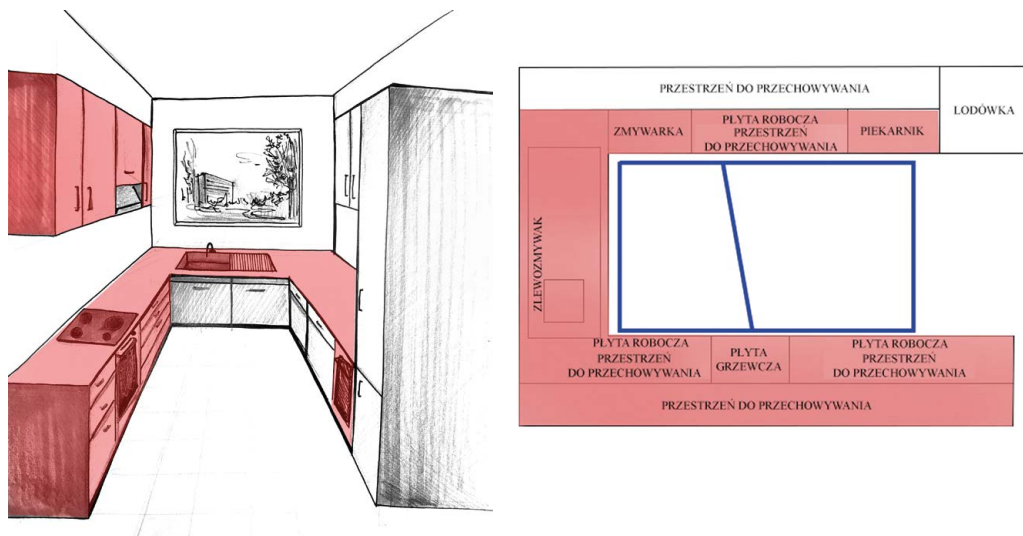 PRZESTRZEŃ DO PRZECHOWYWANIA
LODÓWKA
ZMYWARKA
PŁYTA ROBOCZA
PRZESTRZEŃ
DO PRZECHOWYWANIA
PIEKARNIK
ZLEWOZMYWAK
PŁYTA ROBOCZA
PRZESTRZEŃ
DO PRZECHOWYWANIA
PŁYTA
GRZEWCZA
PŁYTA ROBOCZA
PRZESTRZEŃ
DO PRZECHOWYWANIA
PRZESTRZEŃ DO PRZECHOWYWANIA